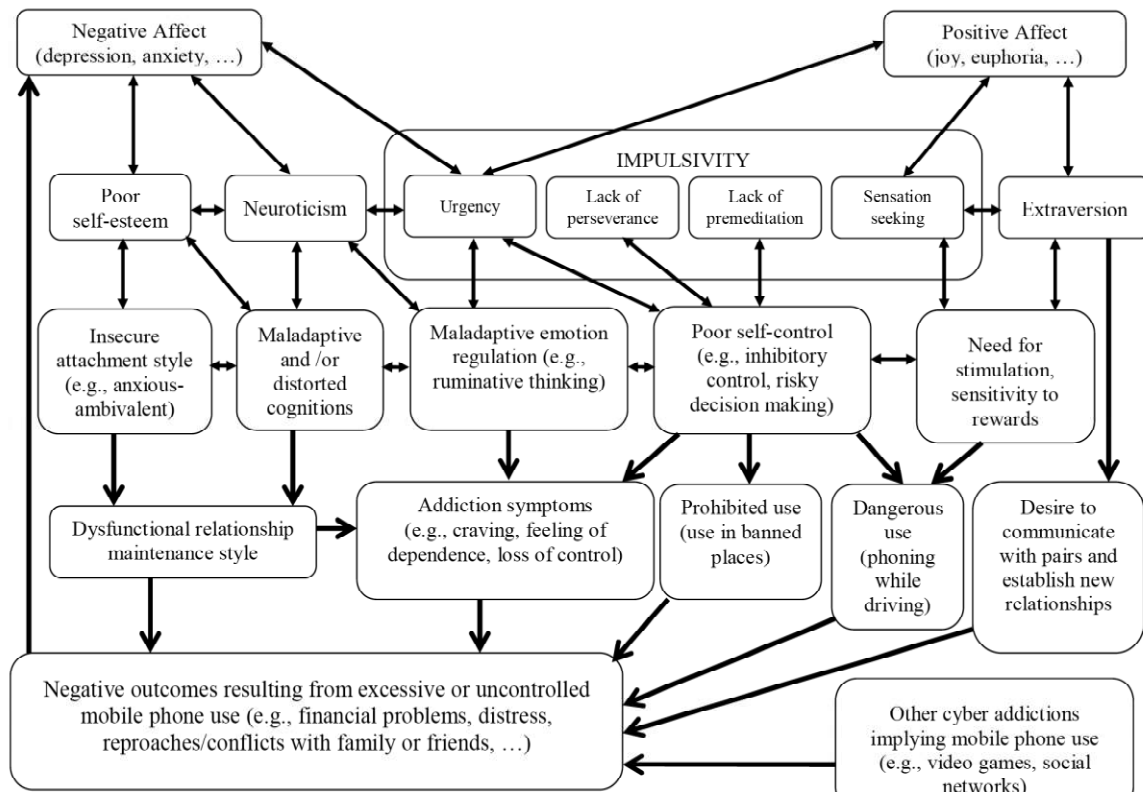 Negative Affect
(depression, anxiety, …)
Positive Affect
(joy, euphoria, …)
IMPULSIVITY
Poor
self-esteem
Neuroticism
Urgency
Lack of
perseverance
Lack of
premeditation
Sensation
seeking
Extraversion
Insecure
attachment style
(e.g., anxious-
ambivalent)
Maladaptive
and /or
distorted
cognitions
Maladaptive emotion
regulation (e.g.,
ruminative thinking)
Poor self-control
(e.g., inhibitory
control, risky
decision making)
Need for
stimulation,
sensitivity to
rewards
Dysfunctional relationship
maintenance style
Addiction symptoms
(e.g., craving, feeling of
dependence, loss of control)
Prohibited use
(use in banned
places)
Dangerous
use
(phoning
while
driving)
Desire to
communicate
with pairs and
establish new
relationships
Negative outcomes resulting from excessive or uncontrolled
mobile phone use (e.g., financial problems, distress,
reproaches/conflicts with family or friends, …)
Other cyber addictions
implying mobile phone use
(e.g., video games, social
networks)